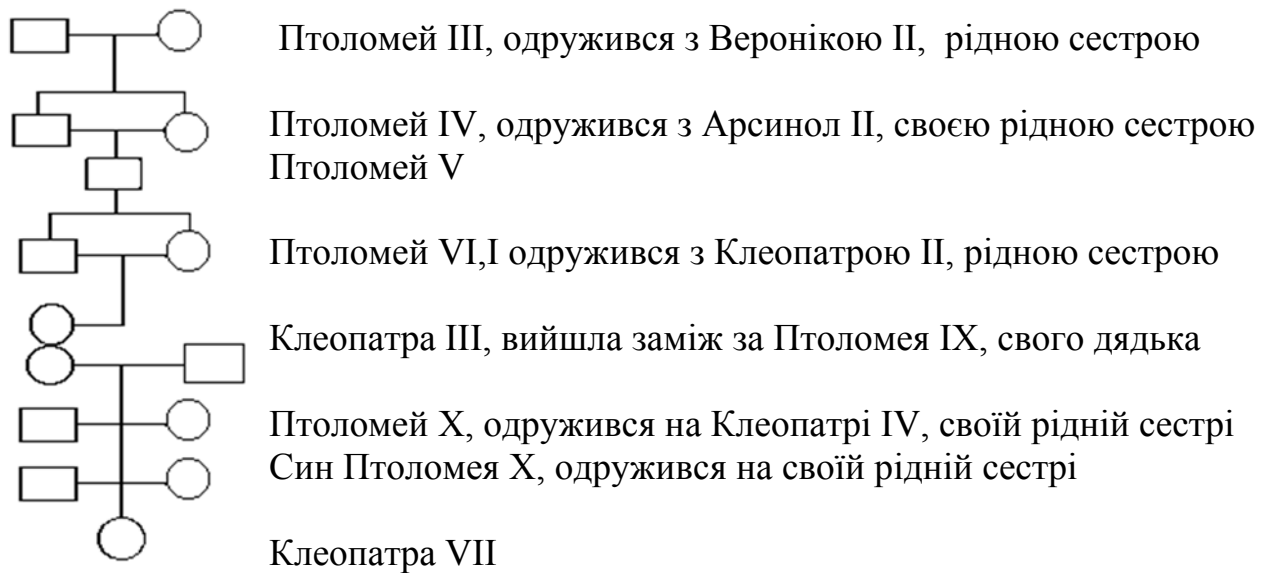 Птоломей III, одружився з Веронікою II, рідною сестрою
Птоломей IV, одружився з Арсинол II, своєю рідною сестрою
Птоломей V
Птоломей VI,I одружився з Клеопатрою II, рідною сестрою
Клеопатра III, вийшла заміж за Птоломея IX, свого дядька
Птоломей X, одружився на Клеопатрі IV, своїй рідній сестрі
Син Птоломея X, одружився на своїй рідній сестрі
Клеопатра VII